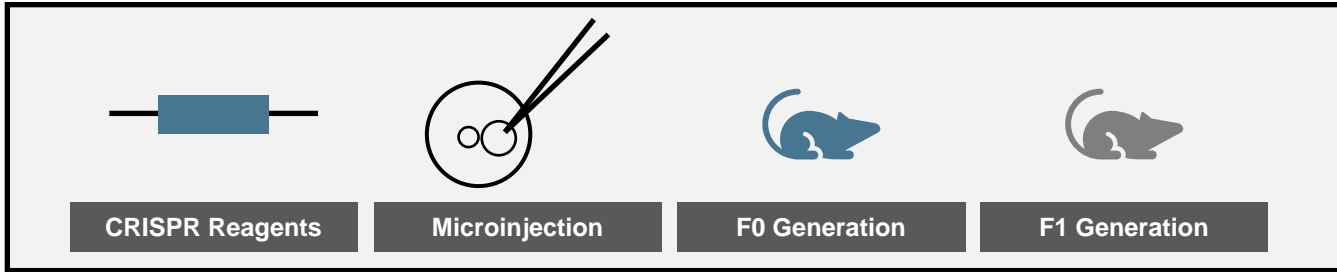 CRISPR Reagents
Microinjection
F0 Generation
F1 Generation